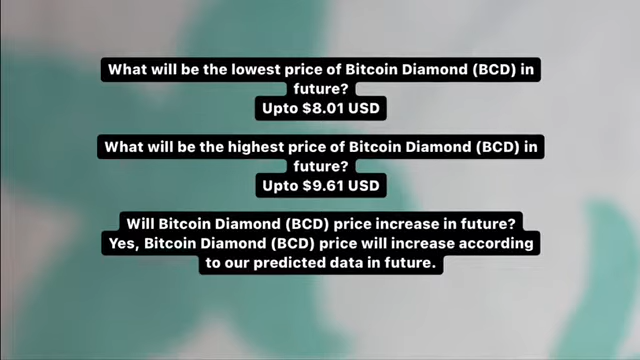 What will be the lowest price of Bitcoin Diamond (BCD) in
future?
Upto $8.01 USD
What will be the highest price of Bitcoin Diamond (BCD) in
future?
Upto $9.61 USD
Will Bitcoin Diamond (BCD) price increase in future?
Yes, Bitcoin Diamond (BCD) price will increase according
to our predicted data in future.